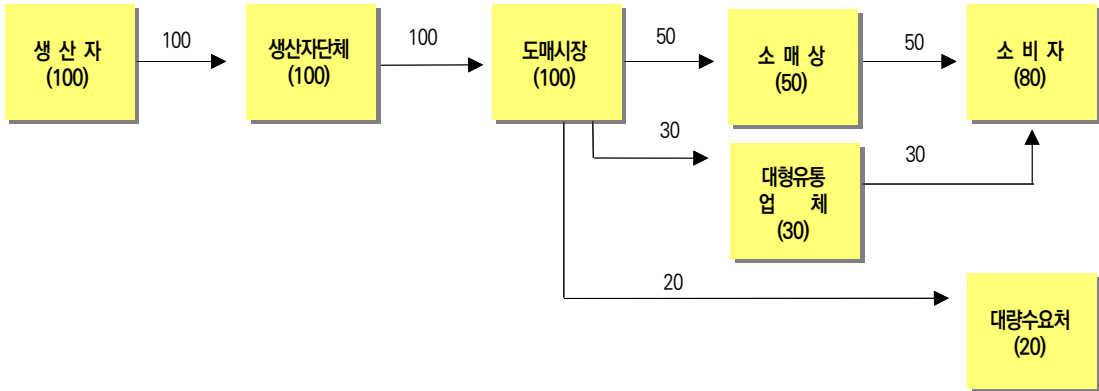 생 산 자
(100)
100
생산자단체
(100)
100
도매시장
(100)
50
소 매 상
(50)
50
소 비 자
(80)
30
대형유통
업 체
(30)
30
20
대량수요처
(20)